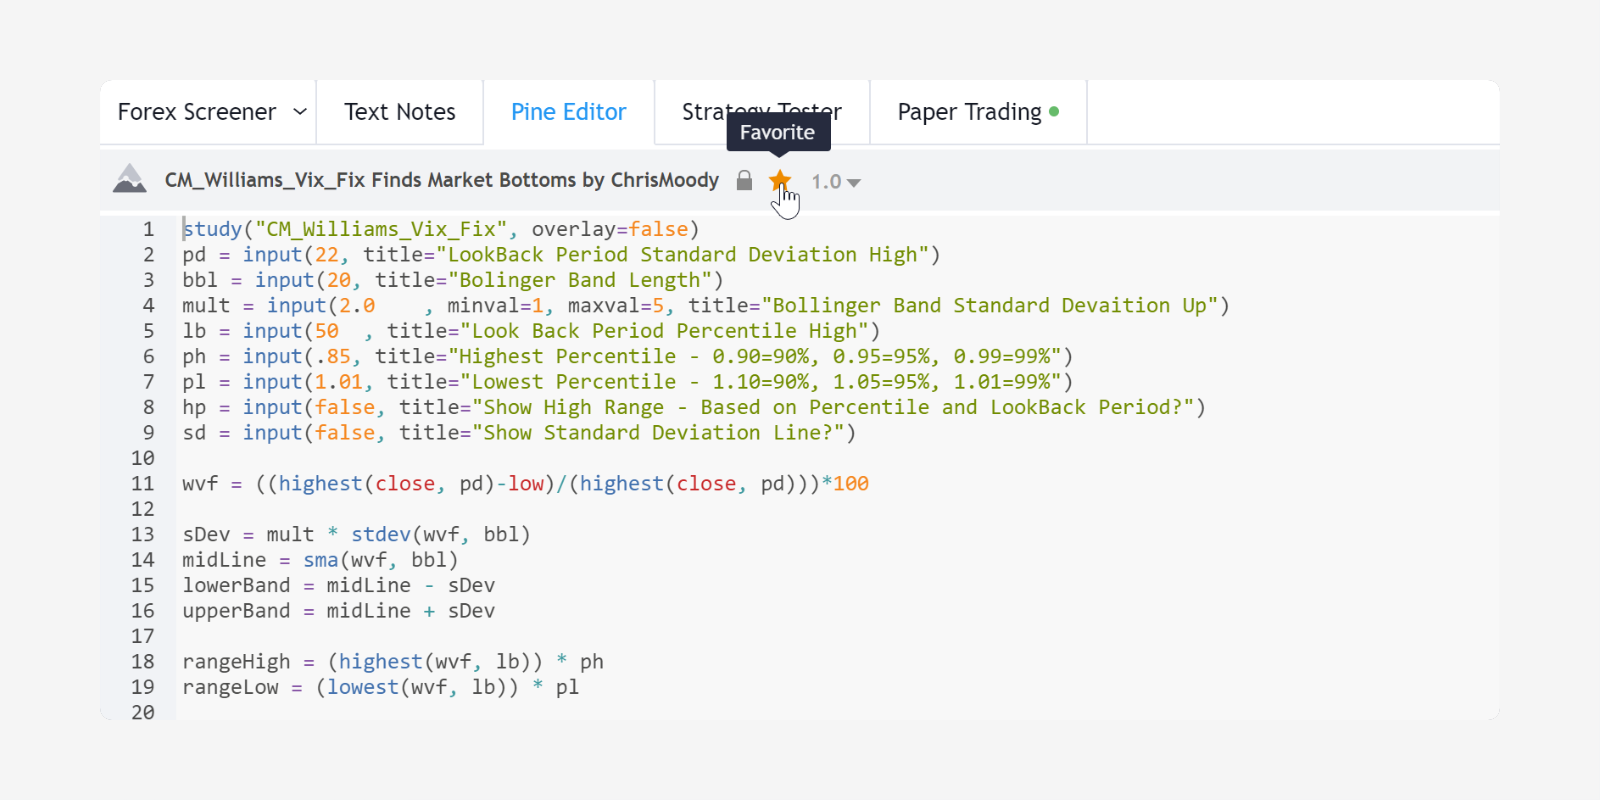 Forex Screener Text Notes Pine Editor Strategy Tester Paper Trading
Favorite
CM_Williams_Vix_Fix Finds Market Bottoms by ChrisMoody 1.0
1 study("CM_Williams_Vix_Fix", overlay=false)
2 pd = input(22, title="LookBack Period Standard Deviation High")
3 bbl = input(20, title="Bolinger Band Length")
4 mult = input(2.0    , minval=1, maxval=5, title="Bollinger Band Standard Devaition Up")
5 lb = input(50  , title="Look Back Period Percentile High")
6 ph = input(.85, title="Highest Percentile - 0.90=90%, 0.95=95%, 0.99=99%")
7 pl = input(1.01, title="Lowest Percentile - 1.10=90%, 1.05=95%, 1.01=99%")
8 hp = input(false, title="Show High Range - Based on Percentile and LookBack Period?")
9 sd = input(false, title="Show Standard Deviation Line?")
10
11 wvf = ((highest(close, pd)-low)/(highest(close, pd)))*100
12
13 sDev = mult * stdev(wvf, bbl)
14 midLine = sma(wvf, bbl)
15 lowerBand = midLine - sDev
16 upperBand = midLine + sDev
17
18 rangeHigh = (highest(wvf, lb)) * ph
19 rangeLow = (lowest(wvf, lb)) * pl
20